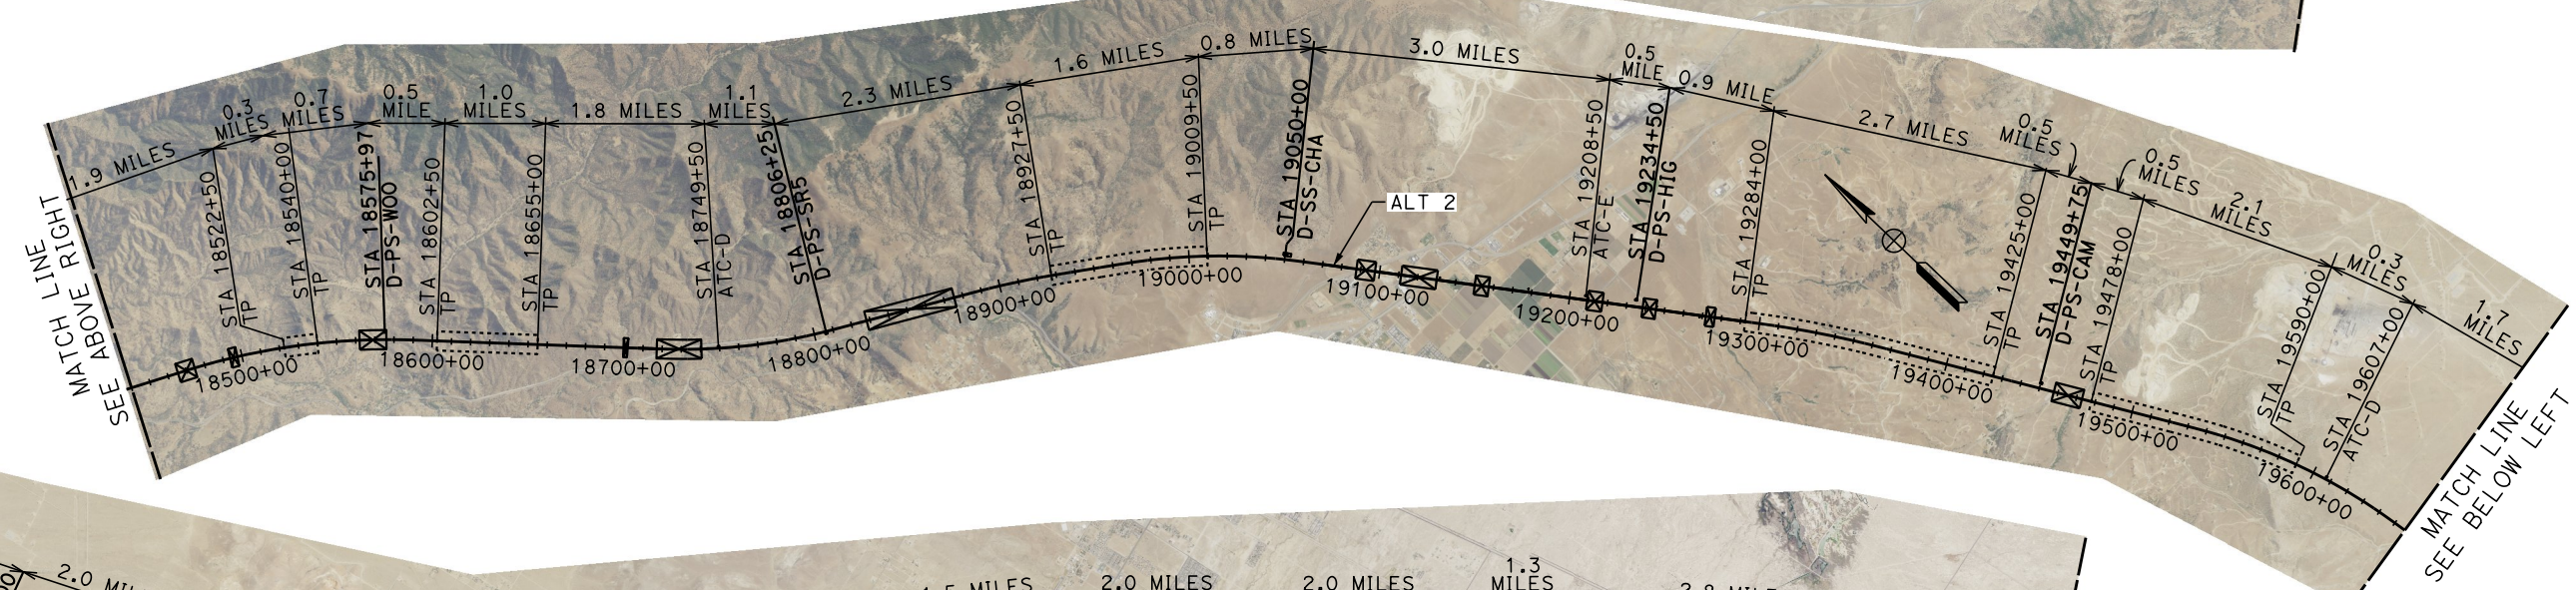 MATCH LINE
SEE ABOVE RIGHT
1.9 MILES
0.3
MILES
0.7
MILES
0.5
MILE
1.0
MILES
1.8 MILES
1.1
MILES
2.3 MILES
1.6 MILES
0.8 MILES
3.0 MILES
0.5
MILE
0.9 MILE
2.7 MILES
0.5
MILES
0.5
MILES
2.1
MILES
0.3
MILES
1.7
MILES
STA 18522+50
TP
STA 18540+00
TP
STA 18575+97
D-PS-WOO
STA 18602+50
TP
STA 18655+00
TP
STA 18749+50
ATC-D
STA 18806+25
D-PS-SR5
STA 18927+50
TP
STA 19009+50
TP
STA 19050+00
D-SS-CHA
ALT 2
STA 19208+50
ATC-E
STA 19234+50
D-PS-HIG
STA 19284+00
TP
STA 19425+00
TP
STA 19449+75
D-PS-CAM
STA 19478+00
TP
STA 19590+00
TP
STA 19607+00
ATC-D
18500+00
18600+00
18700+00
18800+00
18900+00
19000+00
19100+00
19200+00
19300+00
19400+00
19500+00
19600+00
MATCH LINE
SEE BELOW LEFT
2.0
MILES
2.0 MILES
2.0 MILES
1.3
MILES